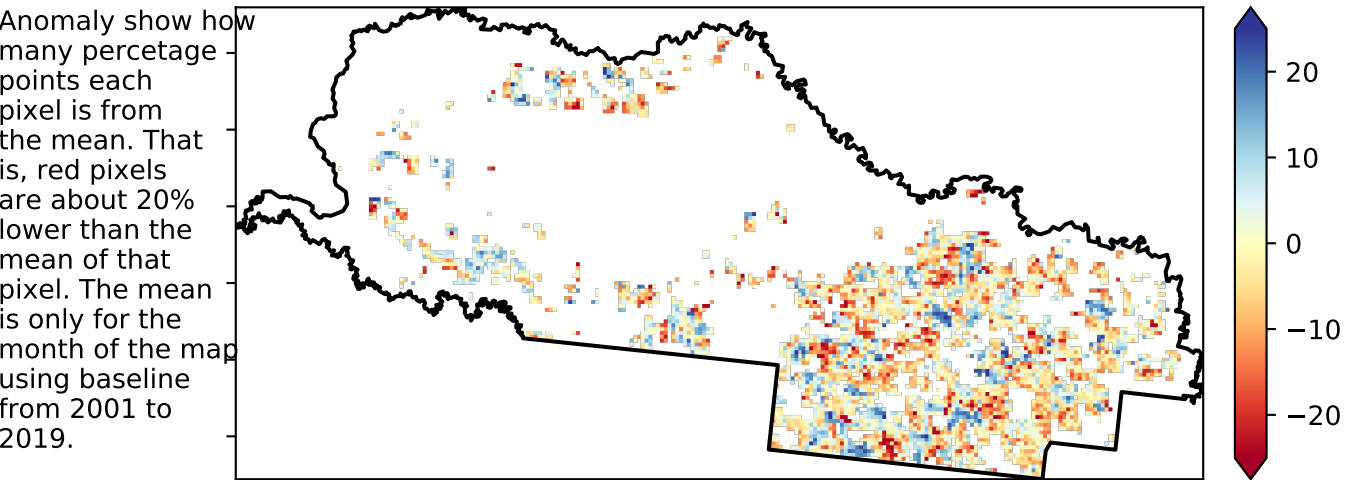 Anomaly show how
many percetage
points each
pixel is from
the mean. That
is, red pixels
are about 20%
lower than the
mean of that
pixel. The mean
is only for the
month of the map
using baseline
from 2001 to
2019.
20
10
0
−10
−20